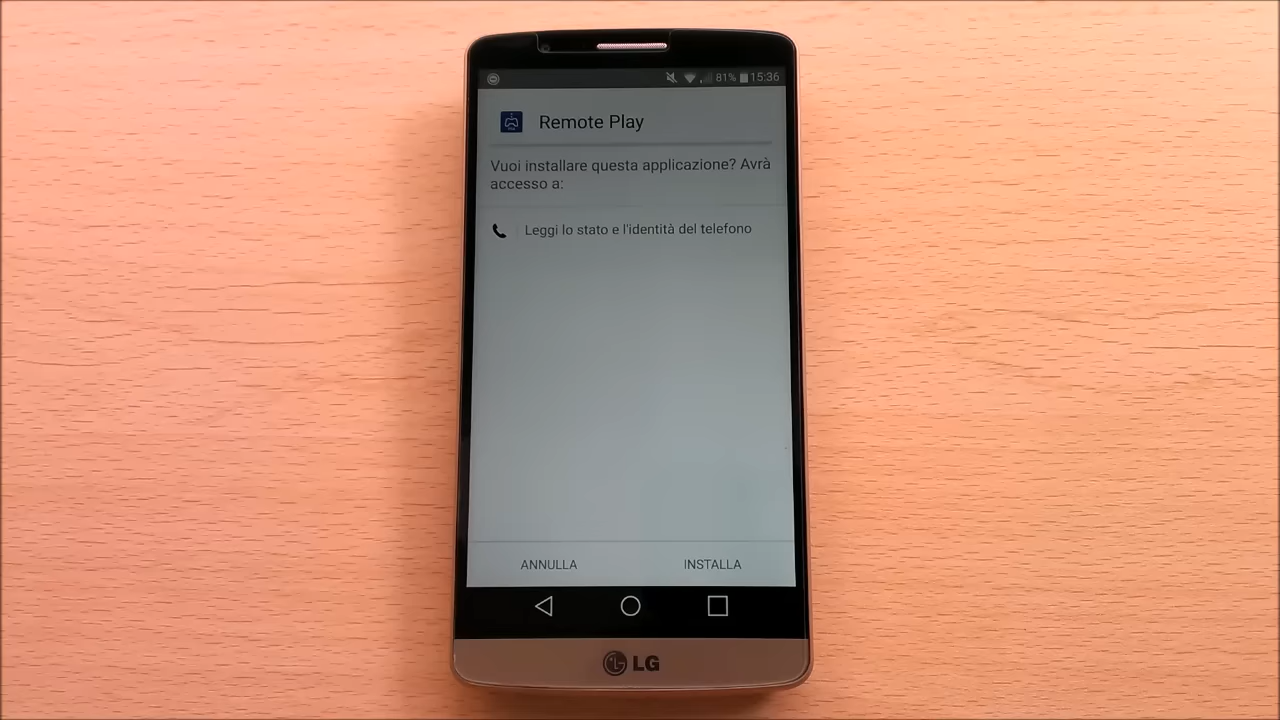 81% 15:36
Remote Play
Vuoi installare questa applicazione? Avrà
accesso a:
Leggi lo stato e l'identità del telefono
ANNULLA INSTALLA
LG